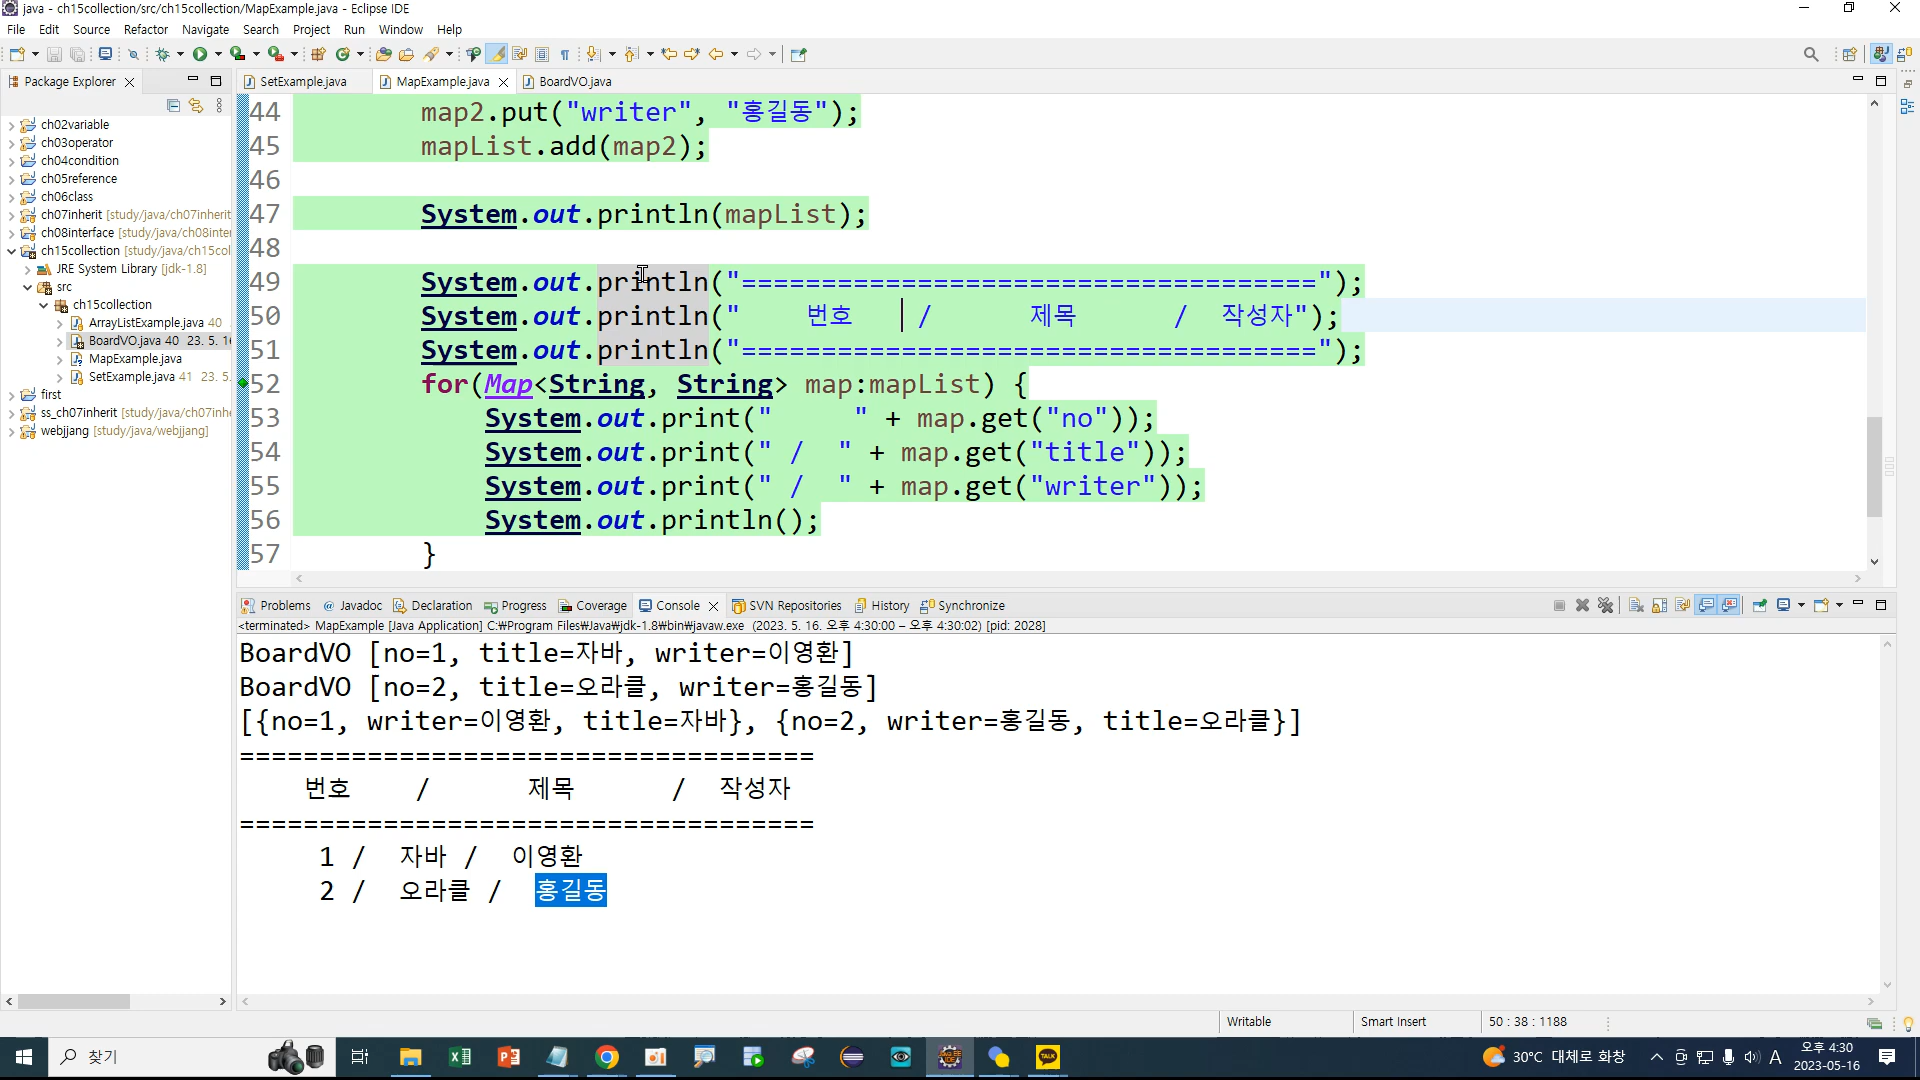 java - ch15collection/src/ch15collection/MapExample.java - Eclipse IDE
File Edit Source Refactor Navigate Search Project Run Window Help
Package Explorer
SetExample.java MapExample.java BoardVO.java
ch02variable
ch03operator
ch04condition
ch05reference
ch06class
ch07inherit [study/java/ch07inherit
ch08interface [study/java/ch08inte
ch15collection [study/java/ch15col
JRE System Library [jdk-1.8]
src
ch15collection
ArrayListExample.java 40
BoardVO.java 40 23. 5. 16
MapExample.java
SetExample.java 41 23. 5.
first
ss_ch07inherit [study/java/ch07inhe
webjjang [study/java/webjjang]
44 map2.put("writer", "홍길동");
45 mapList.add(map2);
46
47 System.out.println(mapList);
48
49 System.out.println("====================================");
50 System.out.println("    번호   /      제목      /  작성자");
51 System.out.println("====================================");
52 for(Map<String, String> map:mapList) {
53 System.out.print("     " + map.get("no"));
54 System.out.print(" /  " + map.get("title"));
55 System.out.print(" /  " + map.get("writer"));
56 System.out.println();
57 }
Problems Javadoc Declaration Progress Coverage Console SVN Repositories History Synchronize
<terminated> MapExample [Java Application] C:₩Program Files₩Java₩jdk-1.8₩bin₩javaw.exe (2023. 5. 16. 오후 4:30:00 – 오후 4:30:02) [pid: 2028]
BoardVO [no=1, title=자바, writer=이영환]
BoardVO [no=2, title=오라클, writer=홍길동]
[{no=1, writer=이영환, title=자바}, {no=2, writer=홍길동, title=오라클}]
====================================
번호 / 제목 / 작성자
====================================
1 / 자바 / 이영환
2 / 오라클 / 홍길동
Writable Smart Insert 50 : 38 : 1188
찾기
30°C 대체로 화창 A 오후 4:30
2023-05-16